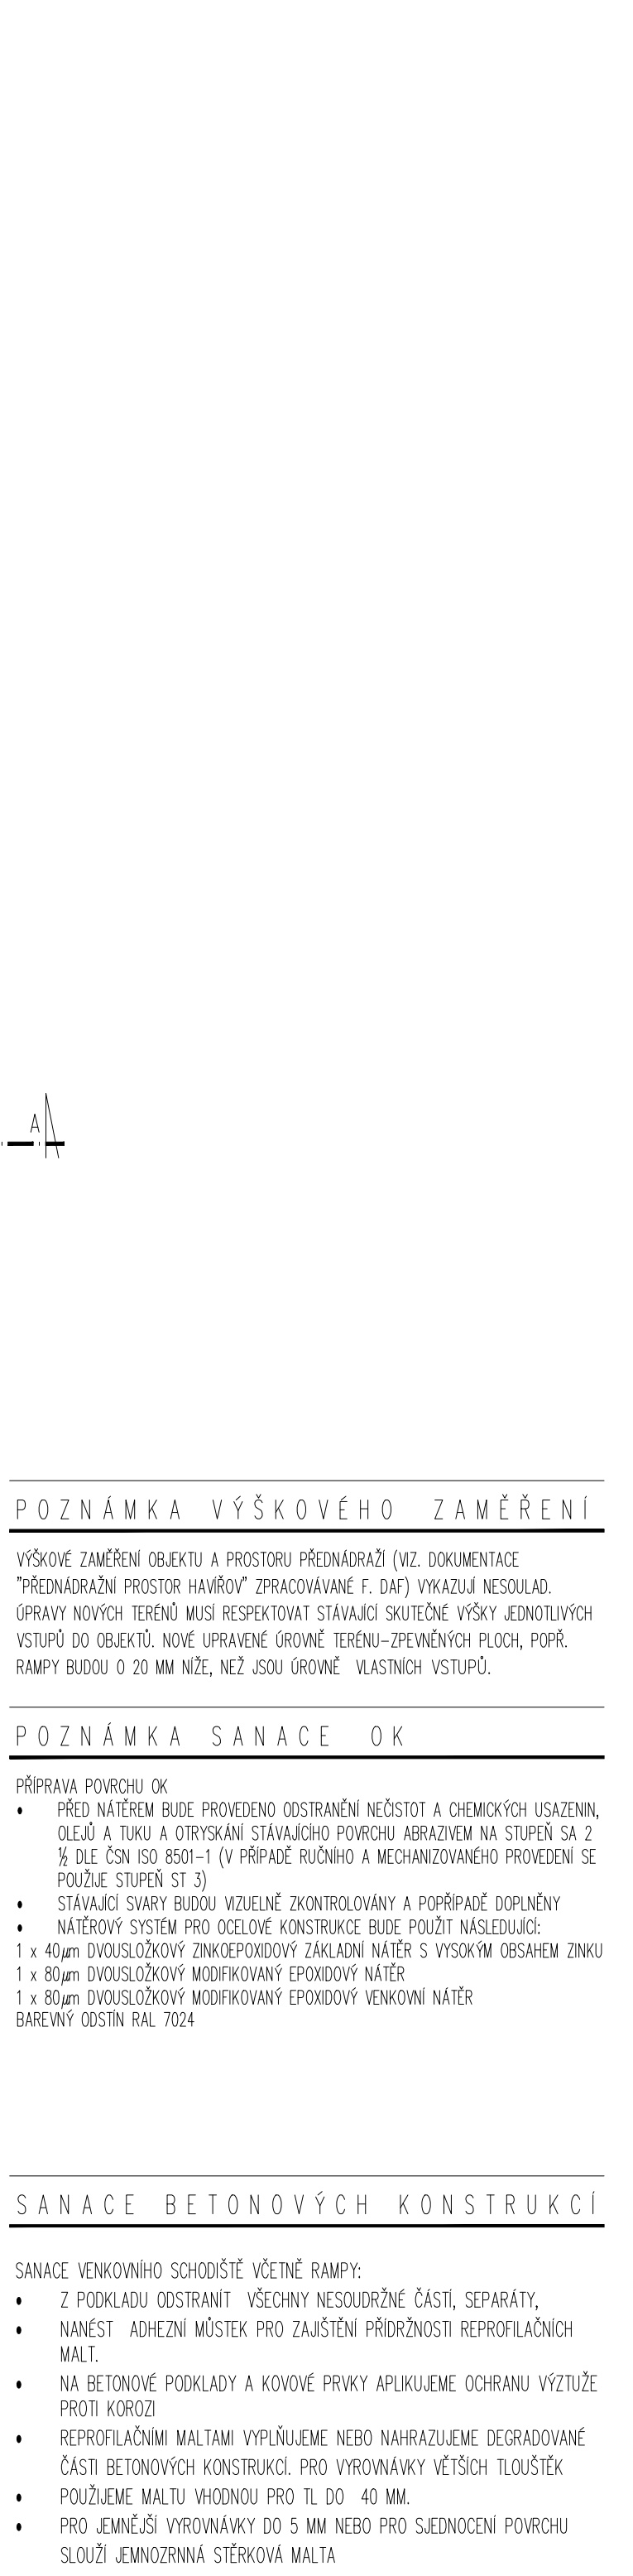 A
POZNÁMKA VÝŠKOVÉHO ZAMĚŘENÍ
VÝŠKOVÉ ZAMĚŘENÍ OBJEKTU A PROSTORU PŘEDNÁDRAŽÍ (VIZ. DOKUMENTACE
"PŘEDNÁDRAŽNÍ PROSTOR HAVÍŘOV" ZPRACOVÁVANÉ F. DAF) VYKAZUJÍ NESOULAD.
ÚPRAVY NOVÝCH TERÉNŮ MUSÍ RESPEKTOVAT STÁVAJÍCÍ SKUTEČNÉ VÝŠKY JEDNOTLIVÝCH
VSTUPŮ DO OBJEKTŮ. NOVÉ UPRAVENÉ ÚROVNĚ TERÉNU-ZPEVNĚNÝCH PLOCH, POPŘ.
RAMPY BUDOU O 20 MM NÍŽE, NEŽ JSOU ÚROVNĚ VLASTNÍCH VSTUPŮ.
POZNÁMKA SANACE OK
PŘÍPRAVA POVRCHU OK
• PŘED NÁTĚREM BUDE PROVEDENO ODSTRANĚNÍ NEČISTOT A CHEMICKÝCH USAZENIN,
OLEJŮ A TUKU A OTRYSKÁNÍ STÁVAJÍCÍHO POVRCHU ABRAZIVEM NA STUPEŇ SA 2
½ DLE ČSN ISO 8501-1 (V PŘÍPADĚ RUČNÍHO A MECHANIZOVANÉHO PROVEDENÍ SE
POUŽIJE STUPEŇ ST 3)
• STÁVAJÍCÍ SVARY BUDOU VIZUELNĚ ZKONTROLOVÁNY A POPŘÍPADĚ DOPLNĚNY
• NÁTĚROVÝ SYSTÉM PRO OCELOVÉ KONSTRUKCE BUDE POUŽIT NÁSLEDUJÍCÍ:
1 x 40µm DVOUSLOŽKOVÝ ZINKOEPOXIDOVÝ ZÁKLADNÍ NÁTĚR S VYSOKÝM OBSAHEM ZINKU
1 x 80µm DVOUSLOŽKOVÝ MODIFIKOVANÝ EPOXIDOVÝ NÁTĚR
1 x 80µm DVOUSLOŽKOVÝ MODIFIKOVANÝ EPOXIDOVÝ VENKOVNÍ NÁTĚR
BAREVNÝ ODSTÍN RAL 7024
SANACE BETONOVÝCH KONSTRUKCÍ
SANACE VENKOVNÍHO SCHODIŠTĚ VČETNĚ RAMPY:
• Z PODKLADU ODSTRANÍT VŠECHNY NESOUDRŽNÉ ČÁSTÍ, SEPARÁTY,
• NANÉST ADHEZNÍ MŮSTEK PRO ZAJIŠTĚNÍ PŘÍDRŽNOSTI REPROFILAČNÍCH
MALT.
• NA BETONOVÉ PODKLADY A KOVOVÉ PRVKY APLIKUJEME OCHRANU VÝZTUŽE
PROTI KOROZI
• REPROFILAČNÍMI MALTAMI VYPLŇUJEME NEBO NAHRAZUJEME DEGRADOVANÉ
ČÁSTI BETONOVÝCH KONSTRUKCÍ. PRO VYROVNÁVKY VĚTŠÍCH TLOUŠTĚK
• POUŽIJEME MALTU VHODNOU PRO TL DO 40 MM.
• PRO JEMNĚJŠÍ VYROVNÁVKY DO 5 MM NEBO PRO SJEDNOCENÍ POVRCHU
SLOUŽÍ JEMNOZRNNÁ STĚRKOVÁ MALTA